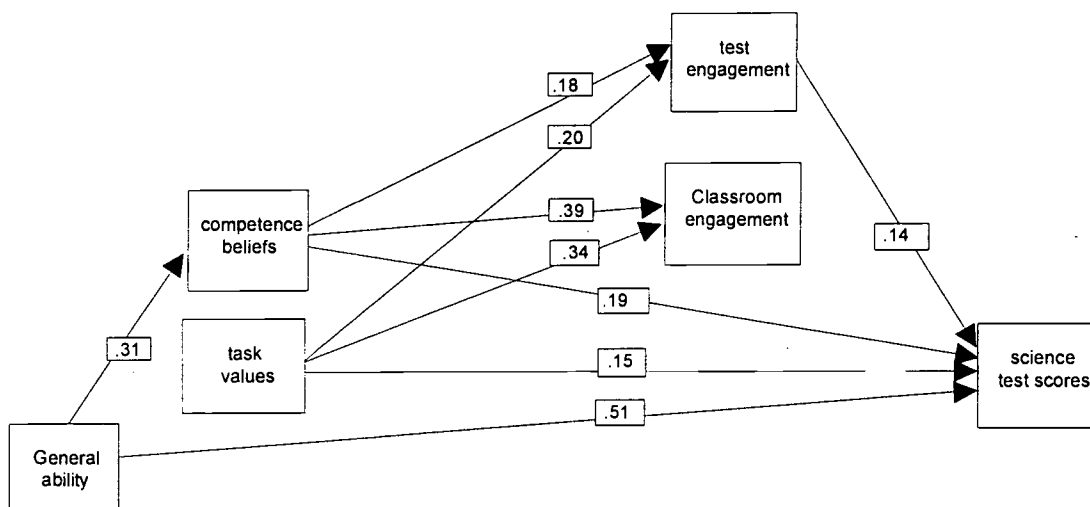 test
engagement
.18
.20
competence
beliefs
.39
Classroom
engagement
.34
.14
.19
.31
task
values
.15
science
test scores
.51
General
ability